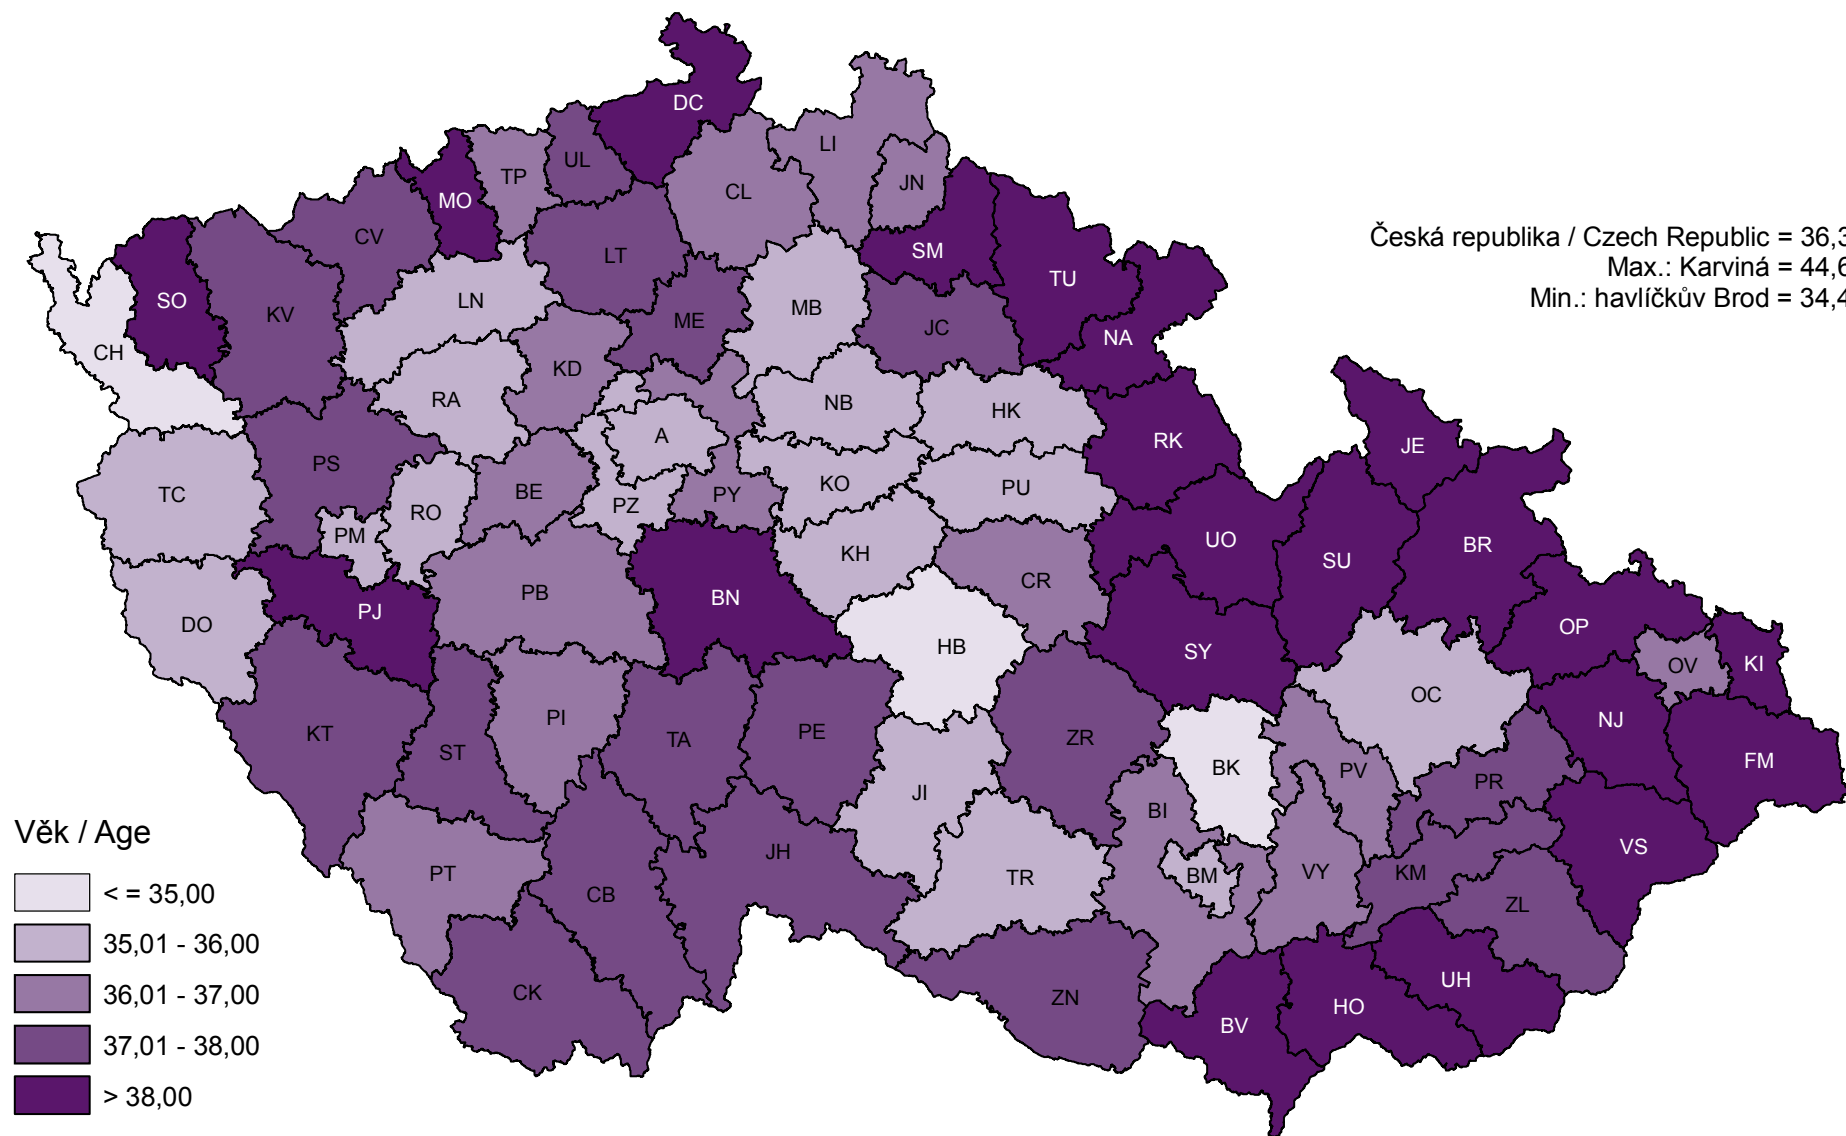 DC
LI
UL
TP
JN
CL
MO
CV
SM
Česká republika / Czech Republic = 36,3
LT
TU
Max.: Karviná = 44,6
SO
LN
Min.: havlíčkův Brod = 34,4
KV
MB
ME
JC
NA
CH
KD
RA
NB
HK
A
RK
JE
PS
TC
BE
PY
KO
PU
RO
PZ
PM
UO
BR
KH
SU
CR
PB
BN
PJ
DO
OP
HB
SY
KI
OV
OC
PI
NJ
KT
PE
TA
ZR
ST
FM
BK
PV
PR
JI
BI
Věk / Age
VS
JH
PT
VY
KM
TR
BM
< = 35,00
CB
ZL
35,01 - 36,00
UH
36,01 - 37,00
CK
ZN
HO
BV
37,01 - 38,00
> 38,00